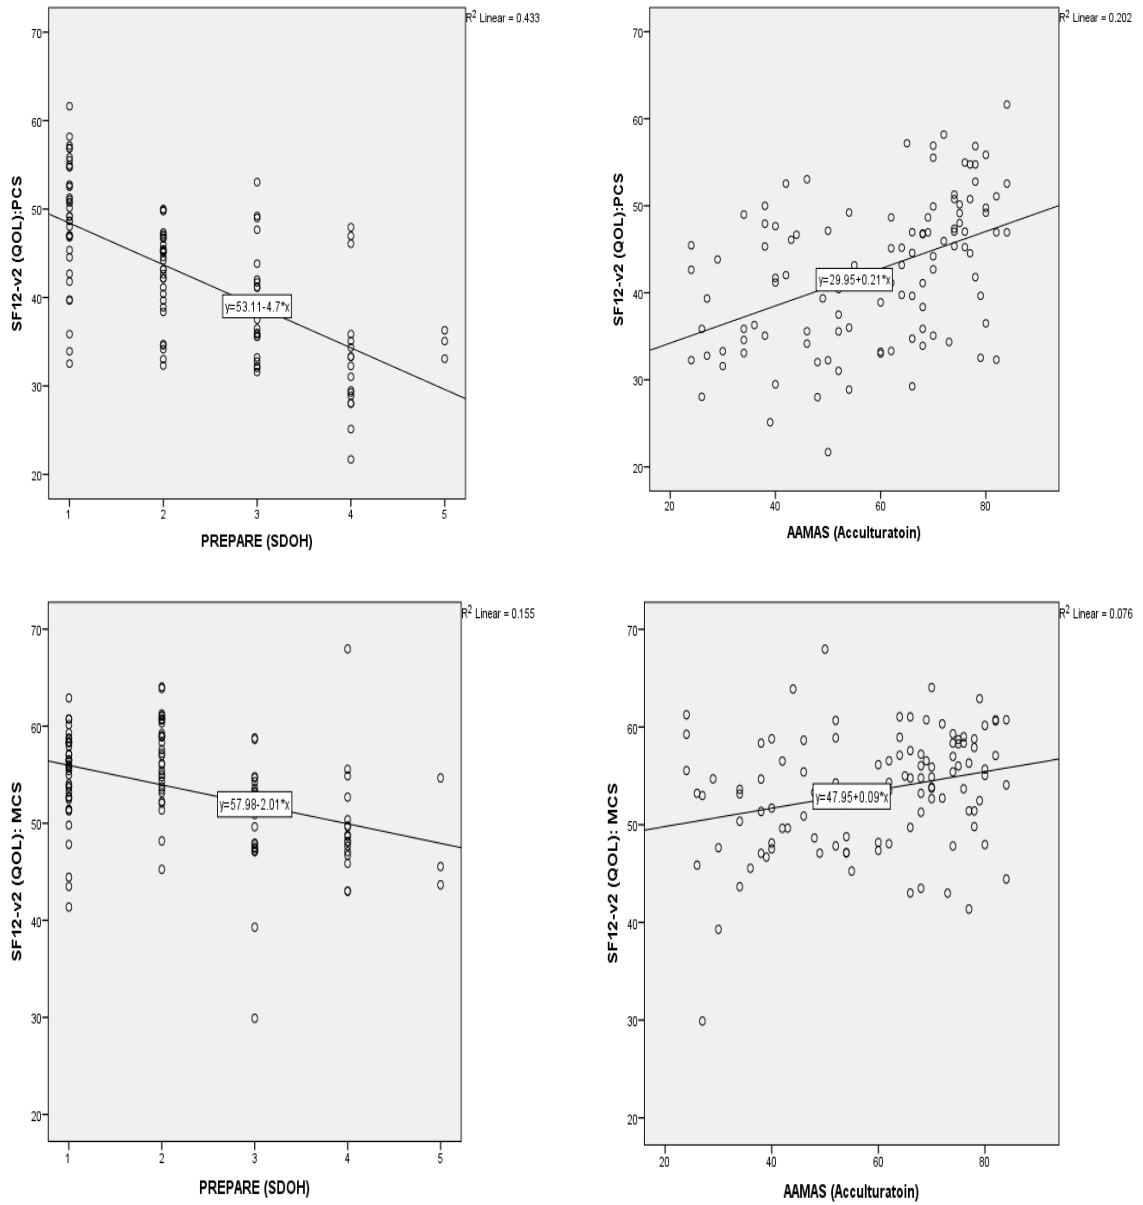 R² Linear = 0.433
70
60
50
40
30
20
SF12-v2 (QOL):PCS
y=53.11-4.7*x
1 2 3 4 5
PREPARE (SDOH)
R² Linear = 0.202
70
60
50
40
30
20
SF12-v2 (QOL):PCS
y=29.95+0.21*x
20 40 60 80
AAMAS (Acculturatoin)
R² Linear = 0.155
70
60
50
40
30
20
SF12-v2 (QOL): MCS
y=57.98-2.01*x
1 2 3 4 5
PREPARE (SDOH)
R² Linear = 0.076
70
60
50
40
30
20
SF12-v2 (QOL): MCS
y=47.95+0.09*x
20 40 60 80
AAMAS (Acculturatoin)